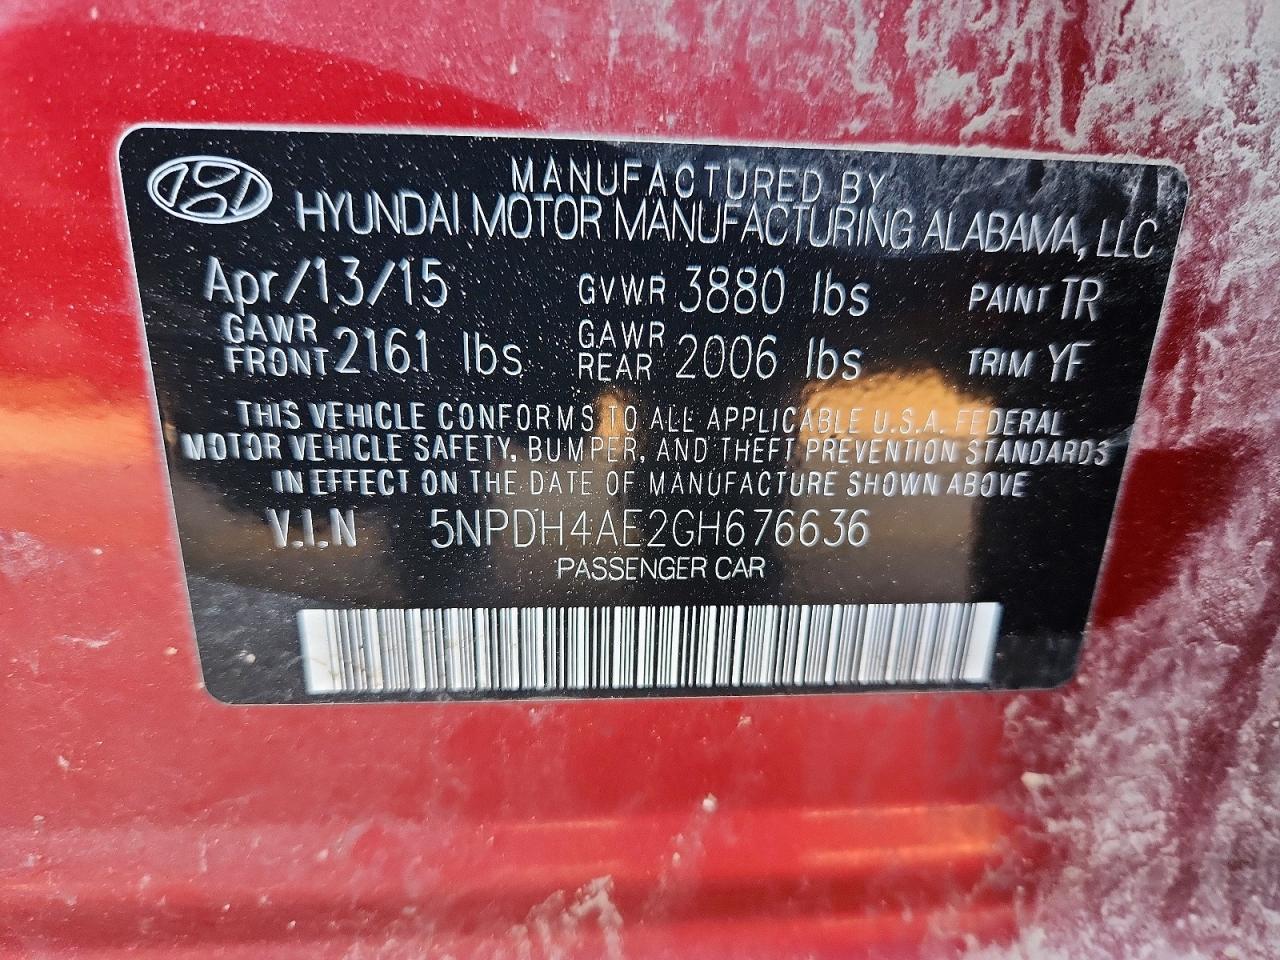 MANUFACTURED BY
HYUNDAI MOTOR MANUFACTURING ALABAMA, LLC
Apr/13/15 GVWR 3880 lbs PAINT TR
GAWR FRONT 2161 lbs GAWR REAR 2006 lbs TRIM YF
THIS VEHICLE CONFORMS TO ALL APPLICABLE U.S.A. FEDERAL
MOTOR VEHICLE SAFETY, BUMPER, AND THEFT PREVENTION STANDARDS
IN EFFECT ON THE DATE OF MANUFACTURE SHOWN ABOVE
V.I.N 5NPDH4AE2GH676636
PASSENGER CAR